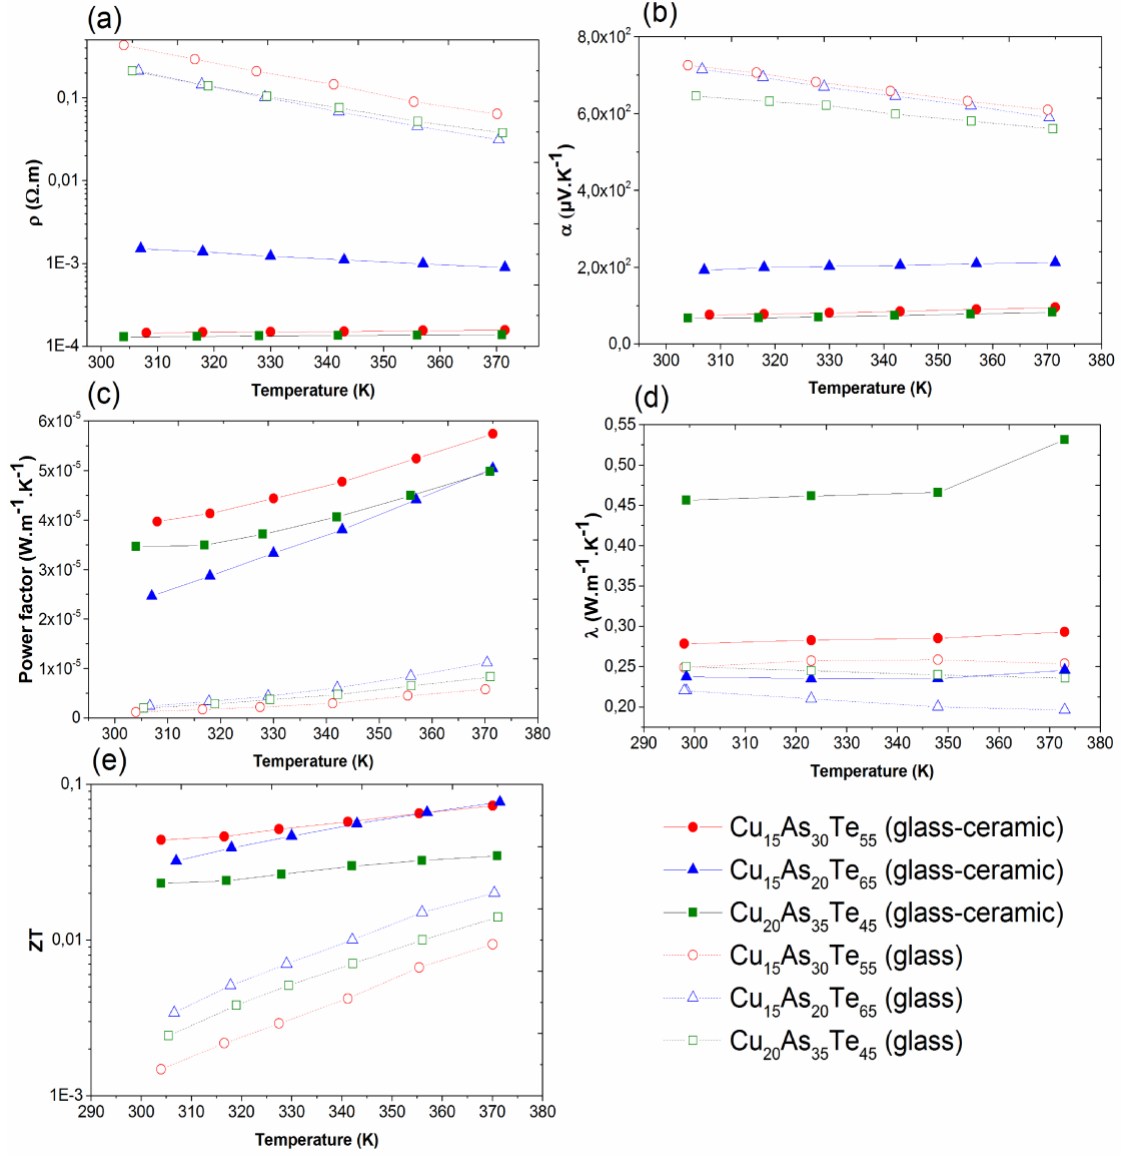 (a)
0,1
0,01
1E-3
1E-4
ρ (Ω.m)
300 310 320 330 340 350 360 370
Temperature (K)
(b)
8,0x10²
6,0x10²
4,0x10²
2,0x10²
0,0
α (µV.K⁻¹)
300 310 320 330 340 350 360 370 380
Temperature (K)
(c)
6x10⁻⁵
5x10⁻⁵
4x10⁻⁵
3x10⁻⁵
2x10⁻⁵
1x10⁻⁵
0
Power factor (W.m⁻¹.K⁻¹)
300 310 320 330 340 350 360 370 380
Temperature (K)
(d)
0,55
0,50
0,45
0,40
0,35
0,30
0,25
0,20
λ (W.m⁻¹.K⁻¹)
290 300 310 320 330 340 350 360 370 380
Temperature (K)
(e)
0,1
0,01
1E-3
ZT
290 300 310 320 330 340 350 360 370 380
Temperature (K)
Cu₁₅As₃₀Te₅₅ (glass-ceramic)
Cu₁₅As₂₀Te₆₅ (glass-ceramic)
Cu₂₀As₃₅Te₄₅ (glass-ceramic)
Cu₁₅As₃₀Te₅₅ (glass)
Cu₁₅As₂₀Te₆₅ (glass)
Cu₂₀As₃₅Te₄₅ (glass)